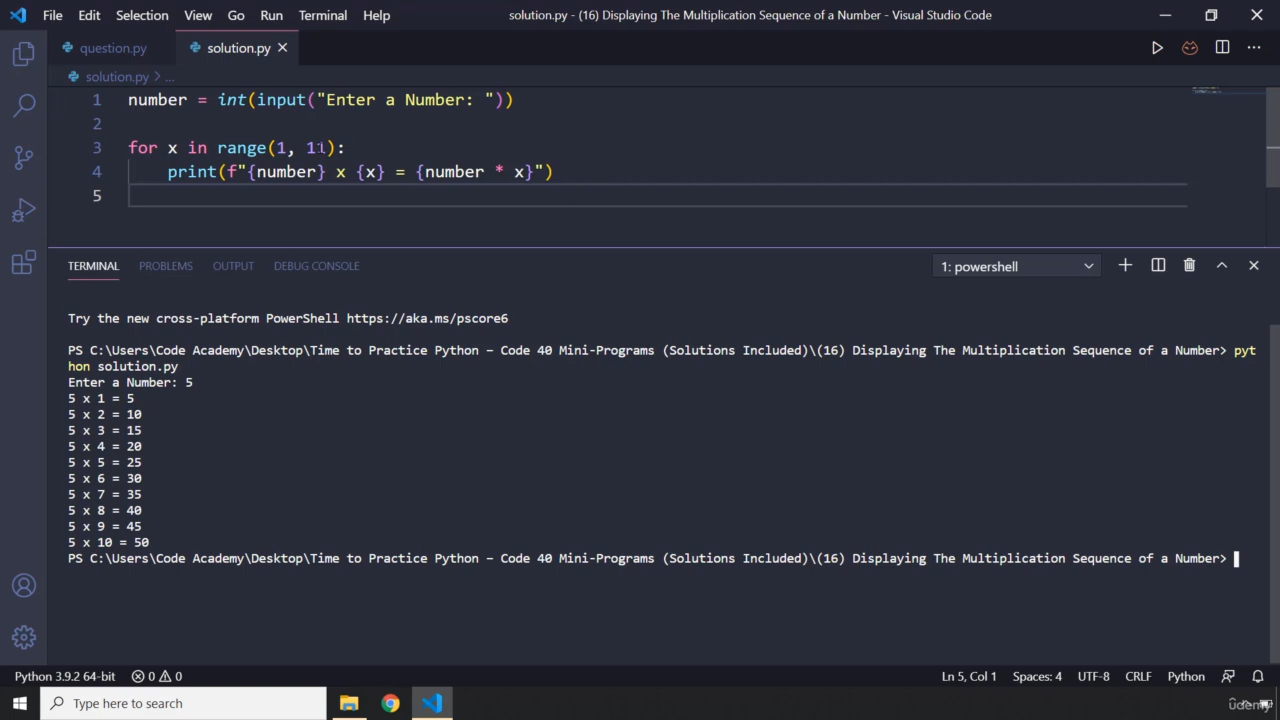 File Edit Selection View Go Run Terminal Help solution.py - (16) Displaying The Multiplication Sequence of a Number - Visual Studio Code
question.py solution.py
solution.py > ...
1 number = int(input("Enter a Number: "))
2
3 for x in range(1, 11):
4 print(f"{number} x {x} = {number * x}")
5
TERMINAL PROBLEMS OUTPUT DEBUG CONSOLE 1: powershell
Try the new cross-platform PowerShell https://aka.ms/pscore6
PS C:\Users\Code Academy\Desktop\Time to Practice Python – Code 40 Mini-Programs (Solutions Included)\(16) Displaying The Multiplication Sequence of a Number> pyt
hon solution.py
Enter a Number: 5
5 x 1 = 5
5 x 2 = 10
5 x 3 = 15
5 x 4 = 20
5 x 5 = 25
5 x 6 = 30
5 x 7 = 35
5 x 8 = 40
5 x 9 = 45
5 x 10 = 50
PS C:\Users\Code Academy\Desktop\Time to Practice Python – Code 40 Mini-Programs (Solutions Included)\(16) Displaying The Multiplication Sequence of a Number>
Python 3.9.2 64-bit 0 0 Ln 5, Col 1 Spaces: 4 UTF-8 CRLF Python
Type here to search
udemy